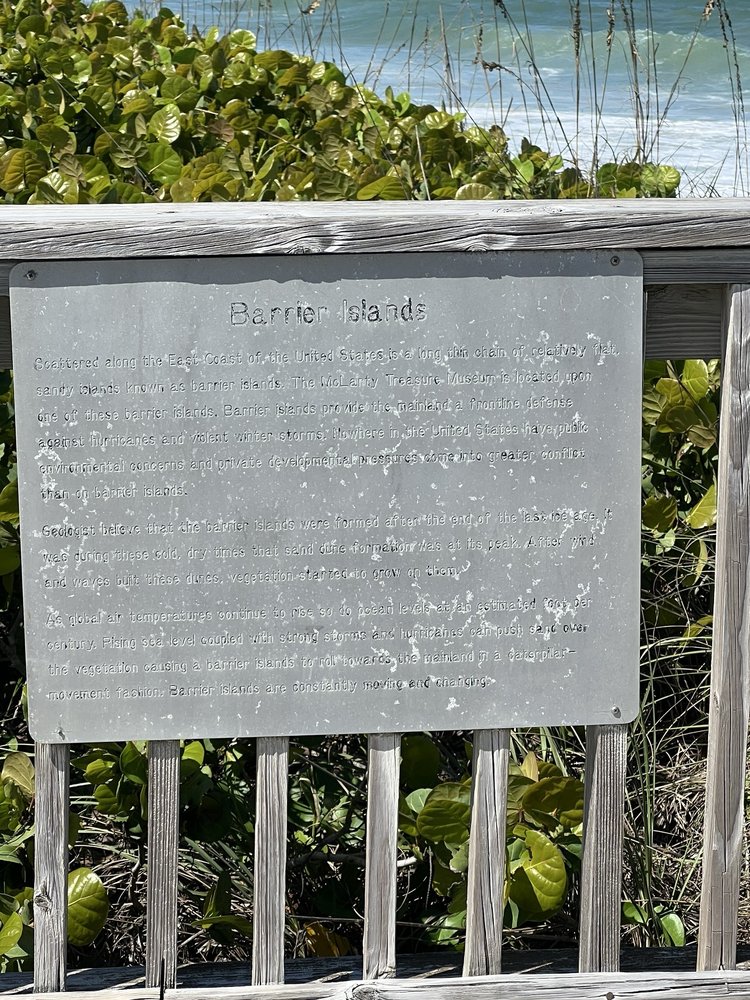 Barrier Islands
Scattered along the East Coast of the United States is a long thin chain of relatively flat,
sandy islands known as barrier islands. The McLarty Treasure Museum is located upon
one of these barrier islands. Barrier islands provide the mainland a frontline defense
against hurricanes and violent winter storms. Nowhere in the United States have public
environmental concerns and private developmental pressures come into greater conflict
than on barrier islands.
Geologist believe that the barrier islands were formed after the end of the last ice age. It
was during these cold, dry times that sand dune formation was at its peak. After wind
and waves built these dunes, vegetation started to grow on them.
As global air temperatures continue to rise so do ocean levels at an estimated foot per
century. Rising sea level coupled with strong storms and hurricanes can push sand over
the vegetation causing a barrier islands to roll towards the mainland in a caterpilar-
movement fashion. Barrier islands are constantly moving and changing.